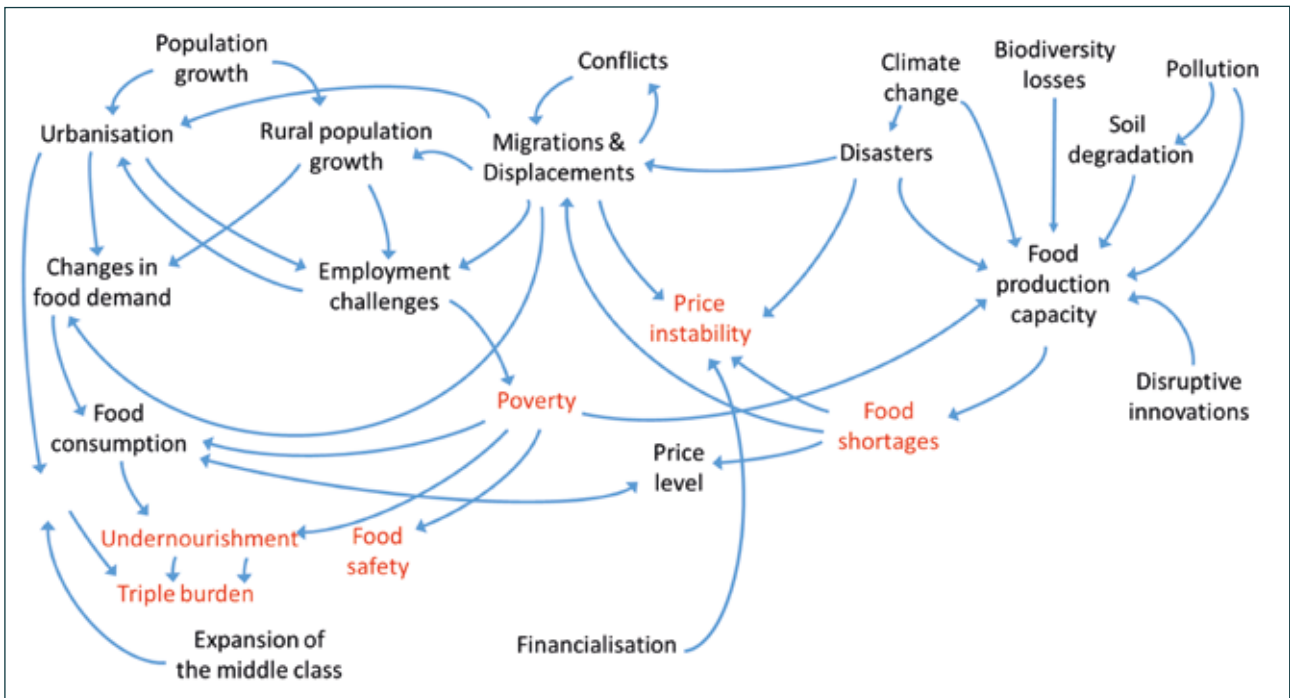 Population
growth
Conflicts
Climate
change
Biodiversity
losses
Pollution
Urbanisation
Rural population
growth
Migrations &
Displacements
Disasters
Soil
degradation
Changes in
food demand
Employment
challenges
Price
instability
Food
production
capacity
Food
consumption
Poverty
Price
level
Food
shortages
Disruptive
innovations
Undernourishment
Food
safety
Triple burden
Expansion of
the middle class
Financialisation